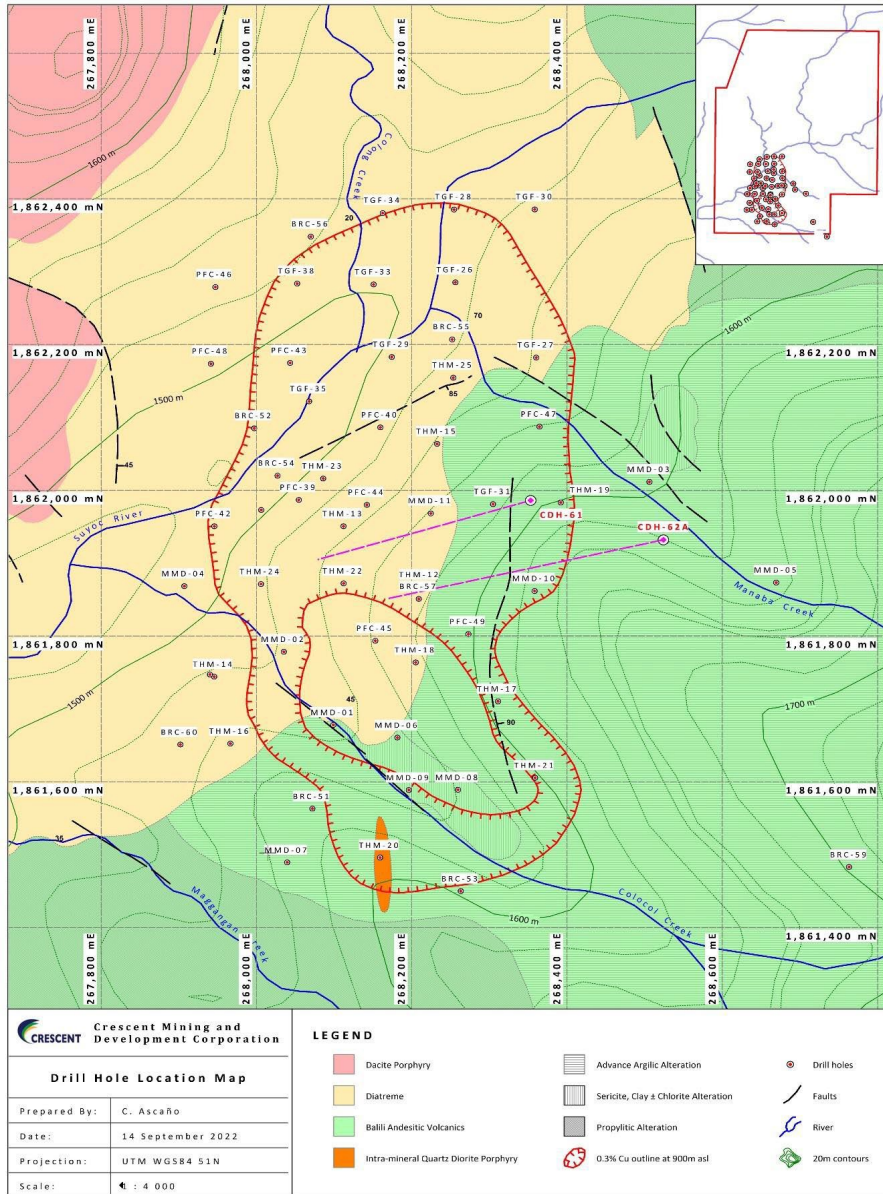 267,800 mE
268,000 mE
268,200 mE
268,400 mE
1600 m
Colong Creek
1,862,400 mN
TGF-34
20
TGF-28
TGF-30
BRC-56
PFC-46
TGF-38
TGF-33
TGF-26
70
BRC-55
1600 m
1,862,200 mN
1,862,200 mN
PFC-48
PFC-43
TGF-29
TGF-27
THM-25
85
1500 m
TGF-35
BRC-52
PFC-40
PFC-47
THM-15
45
BRC-54
THM-23
MMD-03
1,862,000 mN
1,862,000 mN
PFC-39
PFC-44
TGF-31
THM-19
MMD-11
CDH-61
Suyoc River
PFC-42
THM-13
CDH-62A
MMD-04
THM-24
THM-22
THM-12
BRC-57
MMD-10
MMD-05
Manaba Creek
1,861,800 mN
1,861,800 mN
MMD-02
PFC-45
PFC-49
THM-18
THM-14
1500 m
45
THM-17
1700 m
MMD-01
90
BRC-60
THM-16
MMD-06
THM-21
1,861,600 mN
1,861,600 mN
MMD-09
MMD-08
BRC-51
35
MMD-07
THM-20
BRC-59
BRC-53
Maggangan Creek
1600 m
Colocol Creek
1,861,400 mN
267,800 mE
268,000 mE
268,200 mE
268,400 mE
268,600 mE
CRESCENT
Crescent Mining and
Development Corporation
Drill Hole Location Map
Prepared By: C. Ascaño
Date: 14 September 2022
Projection: UTM WGS84 51N
Scale: 1 : 4 000
LEGEND
Dacite Porphyry
Diatreme
Balili Andesitic Volcanics
Intra-mineral Quartz Diorite Porphyry
Advance Argilic Alteration
Sericite, Clay ± Chlorite Alteration
Propylitic Alteration
0.3% Cu outline at 900m asl
Drill holes
Faults
River
20m contours